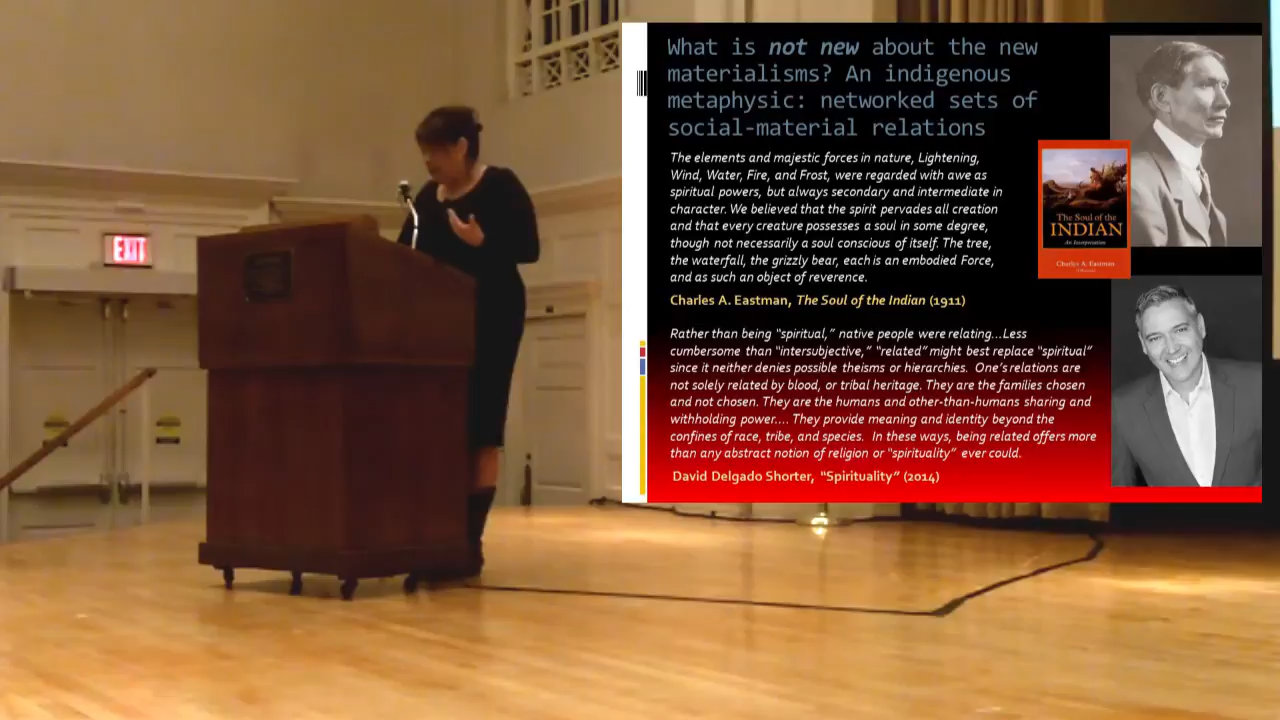 EXIT
What is not new about the new
materialisms? An indigenous
metaphysic: networked sets of
social-material relations
The elements and majestic forces in nature, Lightening,
Wind, Water, Fire, and Frost, were regarded with awe as
spiritual powers, but always secondary and intermediate in
character. We believed that the spirit pervades all creation
and that every creature possesses a soul in some degree,
though not necessarily a soul conscious of itself. The tree,
the waterfall, the grizzly bear, each is an embodied Force,
and as such an object of reverence.
Charles A. Eastman, The Soul of the Indian (1911)
The Soul of the
INDIAN
An Interpretation
Charles A. Eastman
Rather than being “spiritual,” native people were relating...Less
cumbersome than “intersubjective,” “related” might best replace “spiritual”
since it neither denies possible theisms or hierarchies. One’s relations are
not solely related by blood, or tribal heritage. They are the families chosen
and not chosen. They are the humans and other-than-humans sharing and
withholding power.... They provide meaning and identity beyond the
confines of race, tribe, and species. In these ways, being related offers more
than any abstract notion of religion or “spirituality” ever could.
David Delgado Shorter, “Spirituality” (2014)